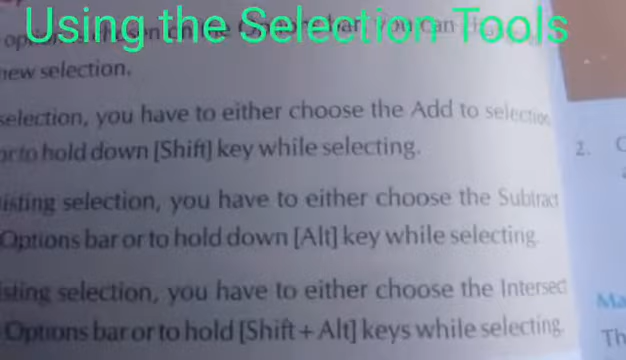 Using the Selection Tools
new selection.
selection, you have to either choose the Add to selection
or to hold down [Shift] key while selecting.
isting selection, you have to either choose the Subtract
Options bar or to hold down [Alt] key while selecting.
isting selection, you have to either choose the Intersect
Options bar or to hold [Shift + Alt] keys while selecting.
2.
Ma
Th